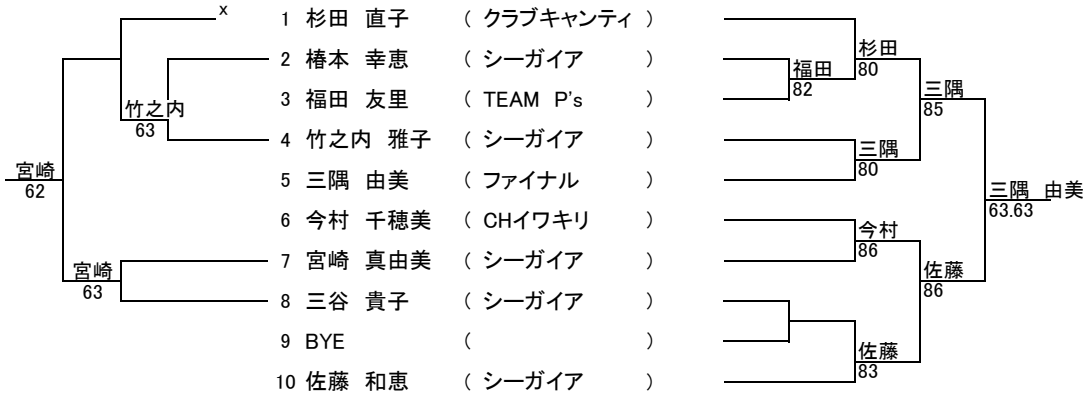 x
1 杉田 直子 ( クラブキャンティ )
2 椿本 幸恵 ( シーガイア )
3 福田 友里 ( TEAM P's )
4 竹之内 雅子 ( シーガイア )
5 三隅 由美 ( ファイナル )
6 今村 千穂美 ( CHイワキリ )
7 宮崎 真由美 ( シーガイア )
8 三谷 貴子 ( シーガイア )
9 BYE ( )
10 佐藤 和恵 ( シーガイア )
竹之内
63
宮崎
62
宮崎
63
杉田
80
福田
82
三隅
85
三隅
80
三隅 由美
63.63
今村
86
佐藤
86
佐藤
83